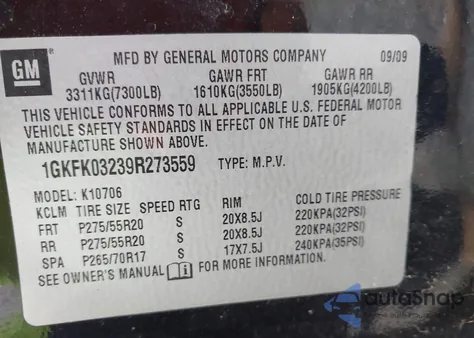 GM
MFD BY GENERAL MOTORS COMPANY 09/09
GVWR GAWR FRT GAWR RR
3311KG(7300LB) 1610KG(3550LB) 1905KG(4200LB)
THIS VEHICLE CONFORMS TO ALL APPLICABLE U.S. FEDERAL MOTOR
VEHICLE SAFETY STANDARDS IN EFFECT ON THE DATE OF
MANUFACTURE SHOWN ABOVE.
1GKFK03239R273559 TYPE: M.P.V.
MODEL: K10706
KCLM TIRE SIZE SPEED RTG RIM COLD TIRE PRESSURE
FRT P275/55R20 S 20X8.5J 220KPA(32PSI)
RR P275/55R20 S 20X8.5J 220KPA(32PSI)
SPA P265/70R17 S 17X7.5J 240KPA(35PSI)
SEE OWNER'S MANUAL FOR MORE INFORMATION.
autoSnap